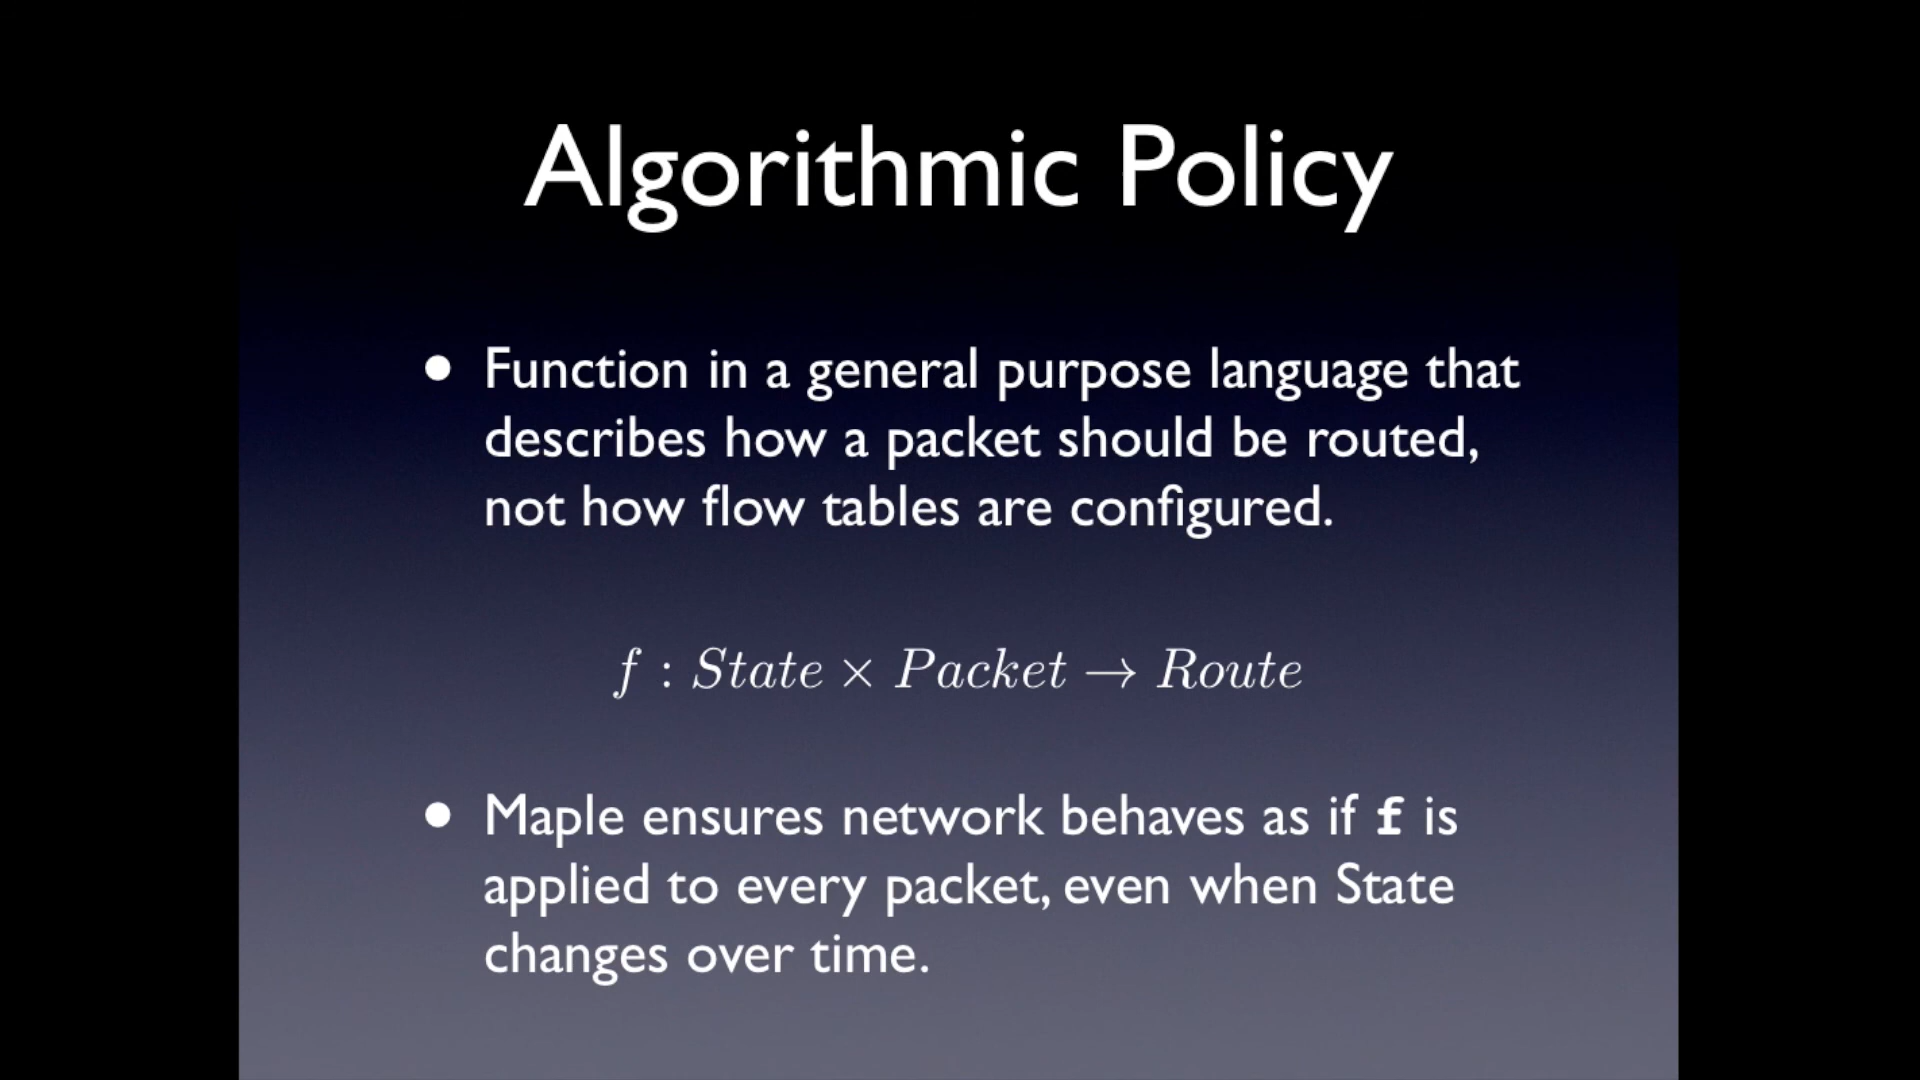 Algorithmic Policy
• Function in a general purpose language that
describes how a packet should be routed,
not how flow tables are configured.
f : State × Packet → Route
• Maple ensures network behaves as if f is
applied to every packet, even when State
changes over time.